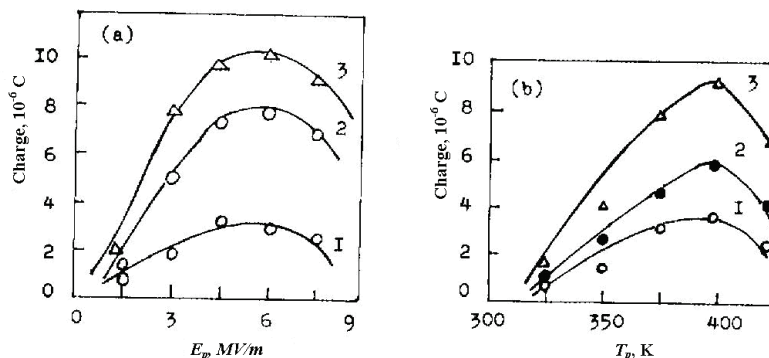 (a)
Charge, 10⁻⁶ C
IO
8
6
4
2
0
3
2
I
0 3 6 9
E_p, MV/m
(b)
Charge, 10⁻⁶ C
IO
8
6
4
2
0
3
2
I
300 350 400
T_p, K